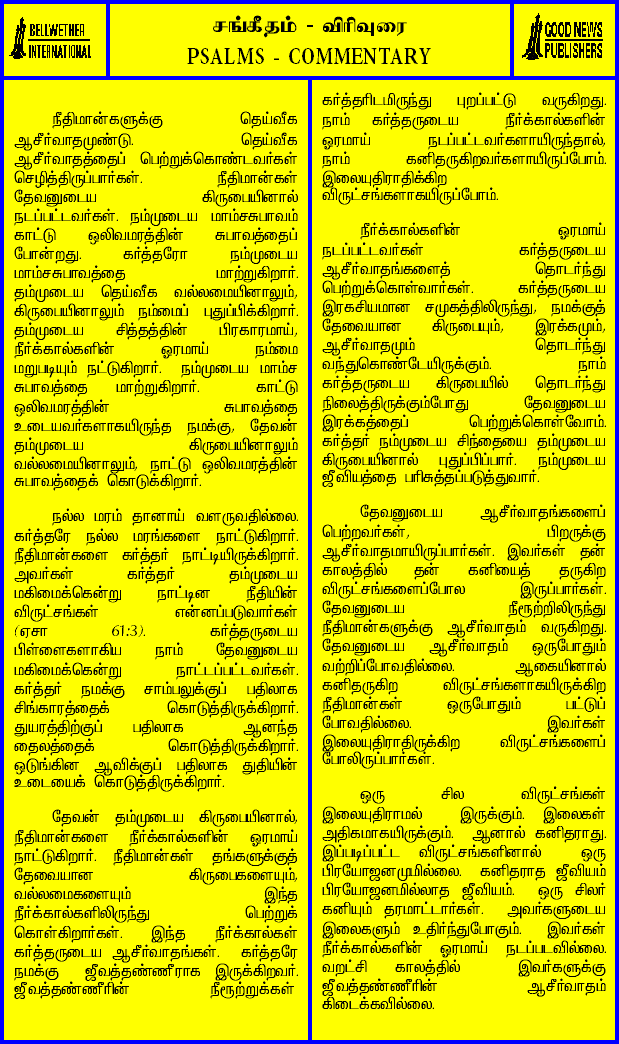 BELLWETHER
INTERNATIONAL
சங்கீதம் - விரிவுரை
PSALMS - COMMENTARY
GOOD NEWS
PUBLISHERS
நீதிமான்களுக்கு தெய்வீக
ஆசீர்வாதமுண்டு. தெய்வீக
ஆசீர்வாதத்தைப் பெற்றுக்கொண்டவர்கள்
செழித்திருப்பார்கள். நீதிமான்கள்
தேவனுடைய கிருபையினால்
நடப்பட்டவர்கள். நம்முடைய மாம்சசுபாவம்
காட்டு ஒலிவமரத்தின் சுபாவத்தைப்
போன்றது. கர்த்தரோ நம்முடைய
மாம்சசுபாவத்தை மாற்றுகிறார்.
தம்முடைய தெய்வீக வல்லமையினாலும்,
கிருபையினாலும் நம்மைப் புதுப்பிக்கிறார்.
தம்முடைய சித்தத்தின் பிரகாரமாய்,
நீர்க்கால்களின் ஓரமாய் நம்மை
மறுபடியும் நட்டுகிறார். நம்முடைய மாம்ச
சுபாவத்தை மாற்றுகிறார். காட்டு
ஒலிவமரத்தின் சுபாவத்தை
உடையவர்களாகயிருந்த நமக்கு, தேவன்
தம்முடைய கிருபையினாலும்
வல்லமையினாலும், நாட்டு ஒலிவமரத்தின்
சுபாவத்தைக் கொடுக்கிறார்.
நல்ல மரம் தானாய் வளருவதில்லை.
கர்த்தரே நல்ல மரங்களை நாட்டுகிறார்.
நீதிமான்களை கர்த்தர் நாட்டியிருக்கிறார்.
அவர்கள் கர்த்தர் தம்முடைய
மகிமைக்கென்று நாட்டின நீதியின்
விருட்சங்கள் என்னப்படுவார்கள்
(ஏசா 61:3). கர்த்தருடைய
பிள்ளைகளாகிய நாம் தேவனுடைய
மகிமைக்கென்று நாட்டப்பட்டவர்கள்.
கர்த்தர் நமக்கு சாம்பலுக்குப் பதிலாக
சிங்காரத்தைக் கொடுத்திருக்கிறார்.
துயரத்திற்குப் பதிலாக ஆனந்த
தைலத்தைக் கொடுத்திருக்கிறார்.
ஒடுங்கின ஆவிக்குப் பதிலாக துதியின்
உடையைக் கொடுத்திருக்கிறார்.
தேவன் தம்முடைய கிருபையினால்,
நீதிமான்களை நீர்க்கால்களின் ஓரமாய்
நாட்டுகிறார். நீதிமான்கள் தங்களுக்குத்
தேவையான கிருபைகளையும்,
வல்லமைகளையும் இந்த
நீர்க்கால்களிலிருந்து பெற்றுக்
கொள்கிறார்கள். இந்த நீர்க்கால்கள்
கர்த்தருடைய ஆசீர்வாதங்கள். கர்த்தரே
நமக்கு ஜீவத்தண்ணீராக இருக்கிறவர்.
ஜீவத்தண்ணீரின் நீரூற்றுக்கள்
கர்த்தரிடமிருந்து புறப்பட்டு வருகிறது.
நாம் கர்த்தருடைய நீர்க்கால்களின்
ஓரமாய் நடப்பட்டவர்களாயிருந்தால்,
நாம் கனிதருகிறவர்களாயிருப்போம்.
இலையுதிராதிக்கிற
விருட்சங்களாகயிருப்போம்.
நீர்க்கால்களின் ஓரமாய்
நடப்பட்டவர்கள் கர்த்தருடைய
ஆசீர்வாதங்களைத் தொடர்ந்து
பெற்றுக்கொள்வார்கள். கர்த்தருடைய
இரகசியமான சமுகத்திலிருந்து, நமக்குத்
தேவையான கிருபையும், இரக்கமும்,
ஆசீர்வாதமும் தொடர்ந்து
வந்துகொண்டேயிருக்கும். நாம்
கர்த்தருடைய கிருபையில் தொடர்ந்து
நிலைத்திருக்கும்போது தேவனுடைய
இரக்கத்தைப் பெற்றுக்கொள்வோம்.
கர்த்தர் நம்முடைய சிந்தையை தம்முடைய
கிருபையினால் புதுப்பிப்பார். நம்முடைய
ஜீவியத்தை பரிசுத்தப்படுத்துவார்.
தேவனுடைய ஆசீர்வாதங்களைப்
பெற்றவர்கள், பிறருக்கு
ஆசீர்வாதமாயிருப்பார்கள். இவர்கள் தன்
காலத்தில் தன் கனியைத் தருகிற
விருட்சங்களைப்போல இருப்பார்கள்.
தேவனுடைய நீரூற்றிலிருந்து
நீதிமான்களுக்கு ஆசீர்வாதம் வருகிறது.
தேவனுடைய ஆசீர்வாதம் ஒருபோதும்
வற்றிப்போவதில்லை. ஆகையினால்
கனிதருகிற விருட்சங்களாகயிருக்கிற
நீதிமான்கள் ஒருபோதும் பட்டுப்
போவதில்லை. இவர்கள்
இலையுதிராதிருக்கிற விருட்சங்களைப்
போலிருப்பார்கள்.
ஒரு சில விருட்சங்கள்
இலையுதிராமல் இருக்கும். இலைகள்
அதிகமாகயிருக்கும். ஆனால் கனிதராது.
இப்படிப்பட்ட விருட்சங்களினால் ஒரு
பிரயோஜனமுமில்லை. கனிதராத ஜீவியம்
பிரயோஜனமில்லாத ஜீவியம். ஒரு சிலர்
கனியும் தரமாட்டார்கள். அவர்களுடைய
இலைகளும் உதிர்ந்துபோகும். இவர்கள்
நீர்க்கால்களின் ஓரமாய் நடப்படவில்லை.
வறட்சி காலத்தில் இவர்களுக்கு
ஜீவத்தண்ணீரின் ஆசீர்வாதம்
கிடைக்கவில்லை.